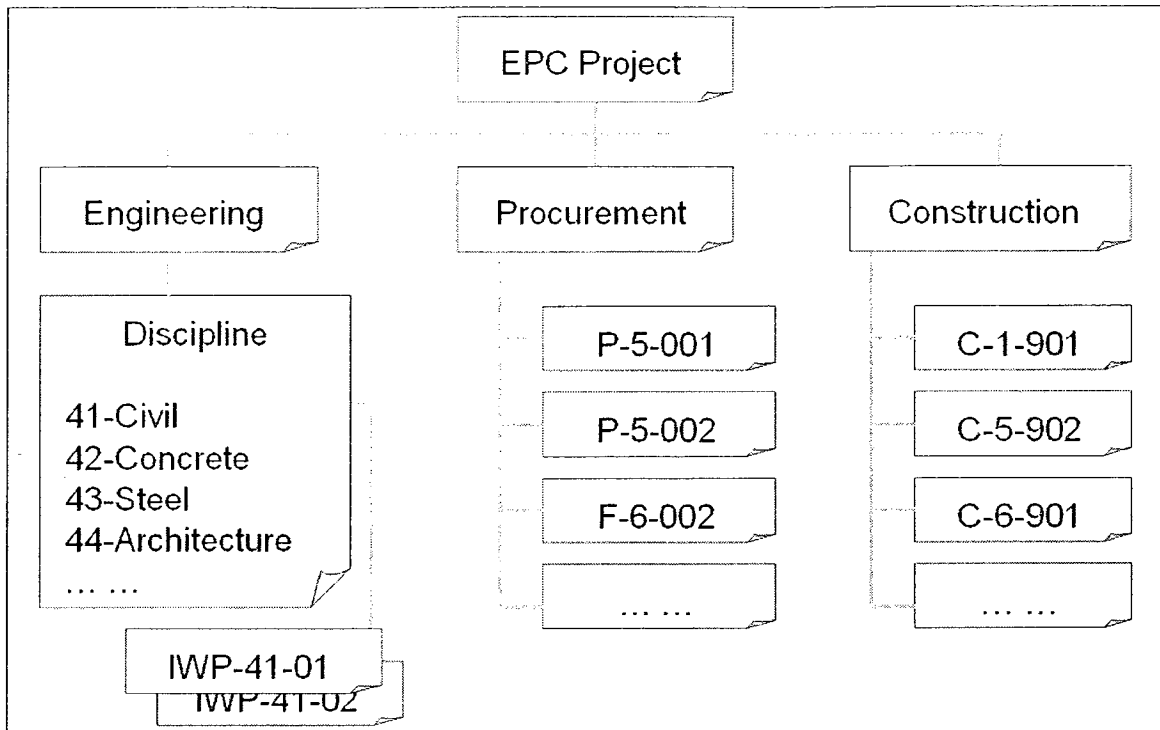 EPC Project
Engineering
Procurement
Construction
Discipline
41-Civil
42-Concrete
43-Steel
44-Architecture
... ...
IWP-41-01
IWP-41-02
P-5-001
P-5-002
F-6-002
... ...
C-1-901
C-5-902
C-6-901
... ...